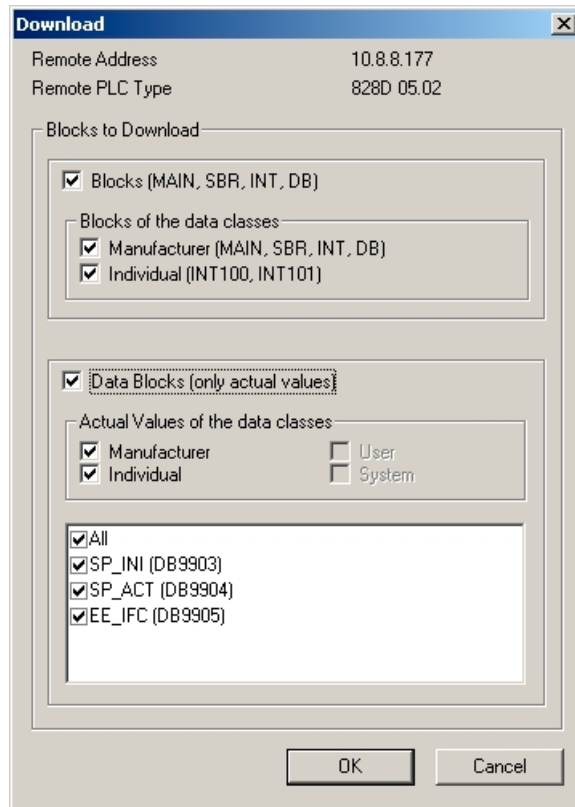 Download
Remote Address 10.8.8.177
Remote PLC Type 828D 05.02
Blocks to Download
Blocks (MAIN, SBR, INT, DB)
Blocks of the data classes
Manufacturer (MAIN, SBR, INT, DB)
Individual (INT100, INT101)
Data Blocks (only actual values)
Actual Values of the data classes
Manufacturer User
Individual System
All
SP_INI (DB9903)
SP_ACT (DB9904)
EE_IFC (DB9905)
OK Cancel